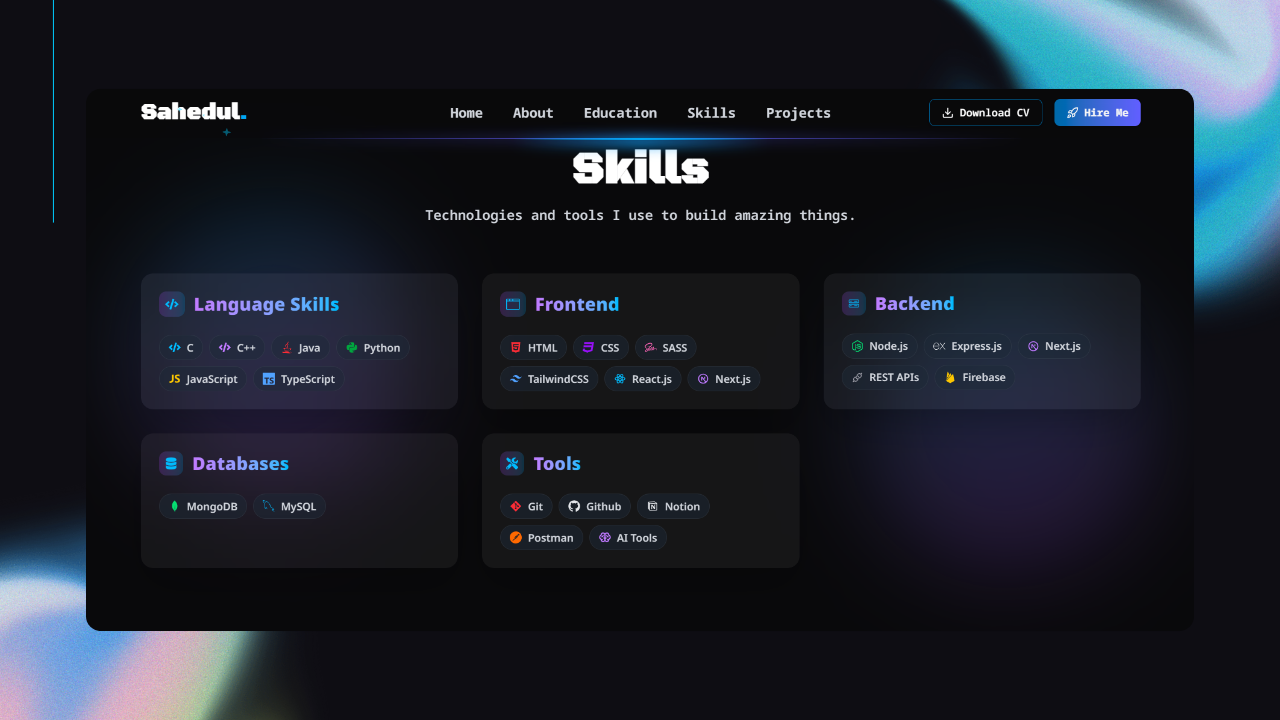 Sahedul.
Home About Education Skills Projects
Download CV
Hire Me
Skills
Technologies and tools I use to build amazing things.
Language Skills
C C++ Java Python
JavaScript TypeScript
Frontend
HTML CSS SASS
TailwindCSS React.js Next.js
Backend
Node.js Express.js Next.js
REST APIs Firebase
Databases
MongoDB MySQL
Tools
Git Github Notion
Postman AI Tools